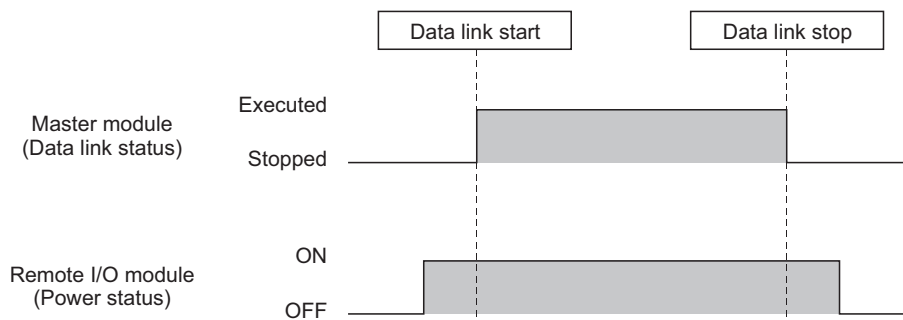 Data link start
Data link stop
Master module
(Data link status)
Executed
Stopped
Remote I/O module
(Power status)
ON
OFF